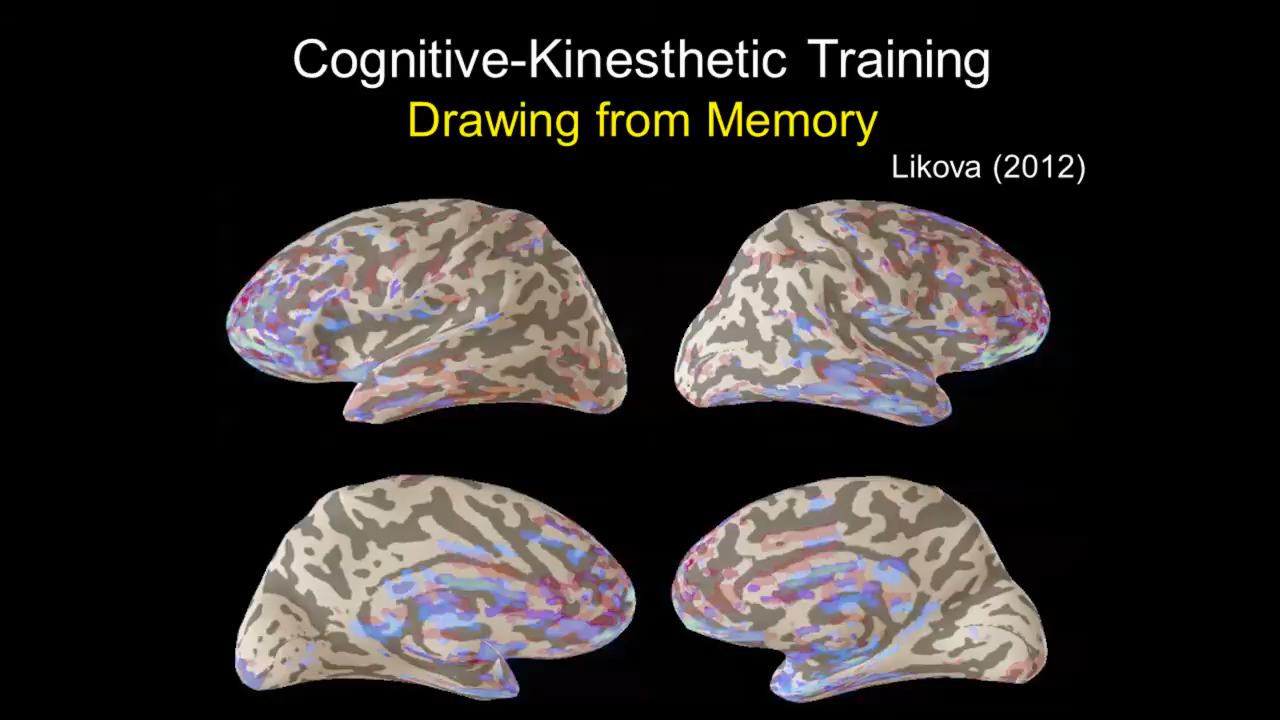 Cognitive-Kinesthetic Training
Drawing from Memory
Likova (2012)